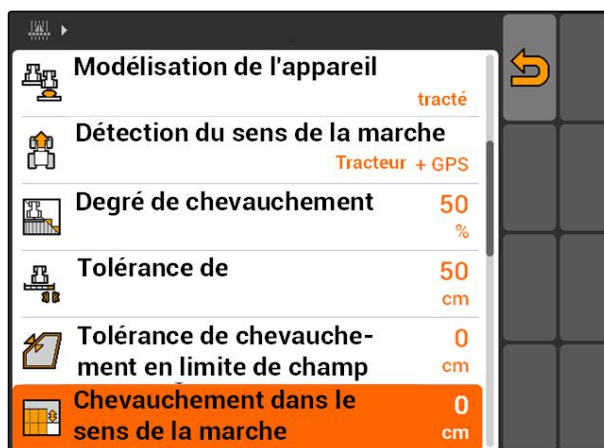 Modélisation de l'appareil
tracté
Détection du sens de la marche
Tracteur + GPS
Degré de chevauchement
50
%
Tolérance de
50
cm
Tolérance de chevauche-
0
ment en limite de champ
cm
Chevauchement dans le
0
sens de la marche
cm